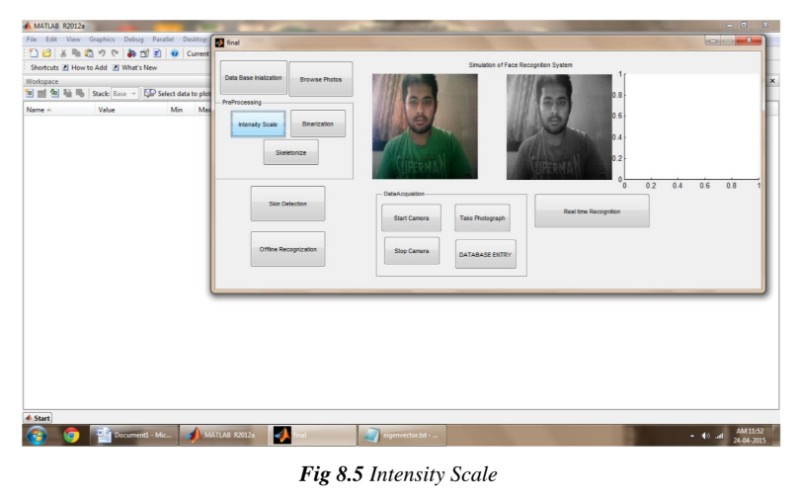 MATLAB R2012a
File Edit View Graphics Debug Parallel Desktop
Current
Shortcuts How to Add What's New
Workspace
Stack: Base Select data to plot
Name Value Min Max
final
Simulation of Face Recognition System
Data Base Inialization
Browse Photos
PreProcessing
Intensity Scale
Binarization
Skeletonize
SUPERMAN
SUPERMAN
1
0.8
0.6
0.4
0.2
0
0 0.2 0.4 0.6 0.8 1
Skin Detection
Offline Recognization
DataAcquistion
Start Camera
Take Photograph
Stop Camera
DATABASE ENTRY
Real time Recognition
Start
Document1 - Mic...
MATLAB R2012a
final
eigenvector.txt - ...
AM 11:52
24-04-2015
Fig 8.5 Intensity Scale